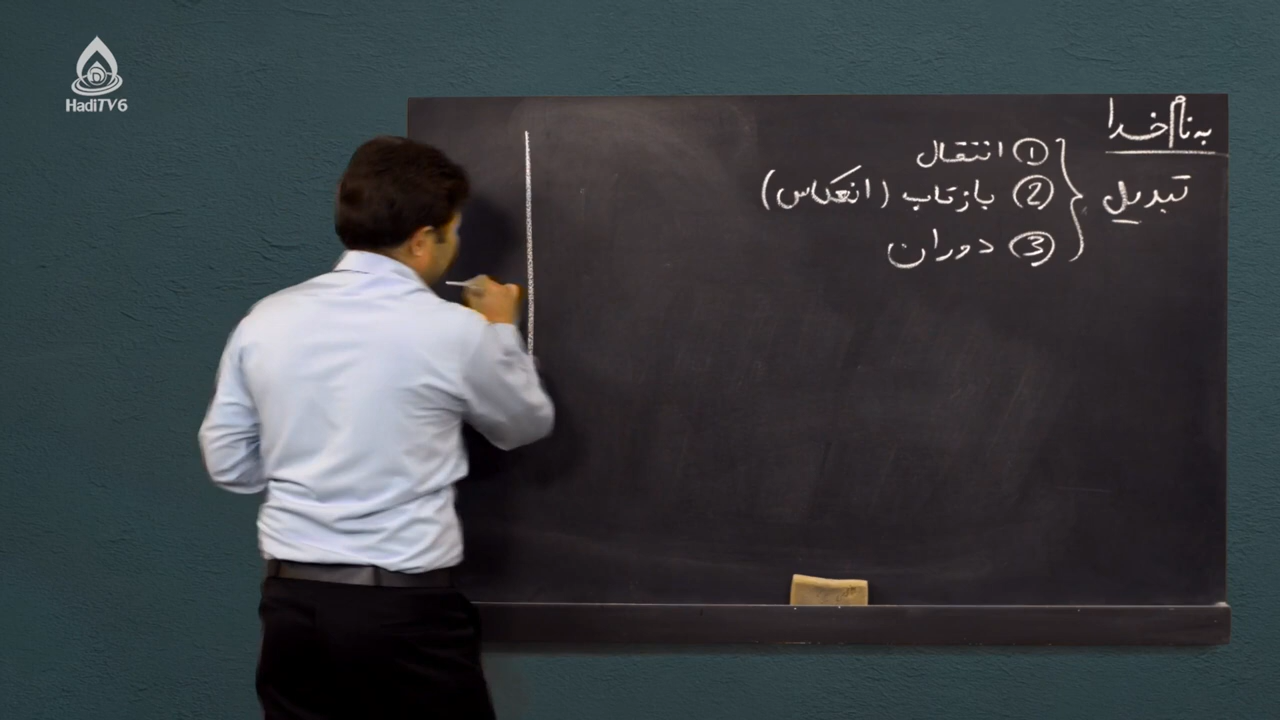 HadiTV6
به نام خدا
تبدیل
① انتقال
② بازتاب (انعکاس)
③ دوران